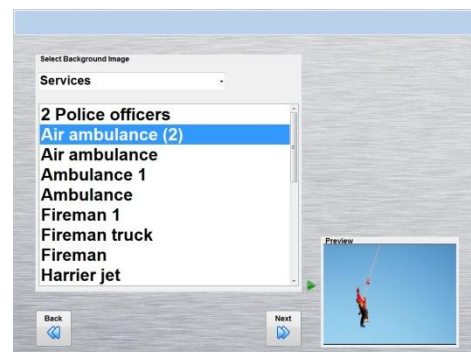 Select Background Image
Services
2 Police officers
Air ambulance (2)
Air ambulance
Ambulance 1
Ambulance
Fireman 1
Fireman truck
Fireman
Harrier jet
Preview
Back
Next